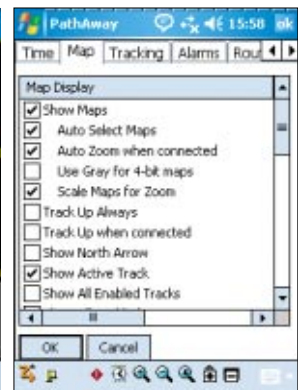 PathAway 15:58 ok
Time Map Tracking Alarms Rou
Map Display
Show Maps
Auto Select Maps
Auto Zoom when connected
Use Gray for 4-bit maps
Scale Maps for Zoom
Track Up Always
Track Up when connected
Show North Arrow
Show Active Track
Show All Enabled Tracks
OK Cancel